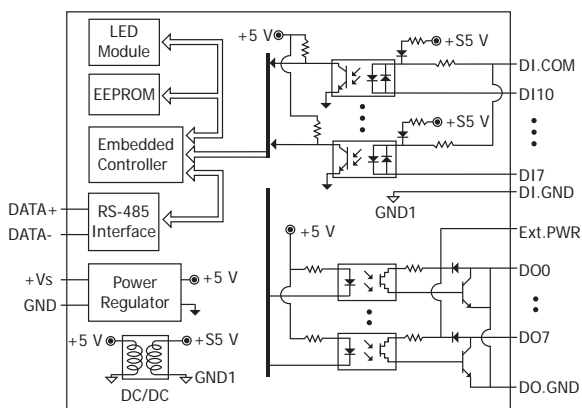 LED
Module
EEPROM
Embedded
Controller
DATA+
DATA-
RS-485
Interface
+Vs
GND
Power
Regulator
+5 V
+5 V
+S5 V
GND1
DC/DC
+5 V
+S5 V
DI.COM
DI10
+S5 V
DI7
DI.GND
GND1
Ext.PWR
+5 V
DO0
DO7
DO.GND